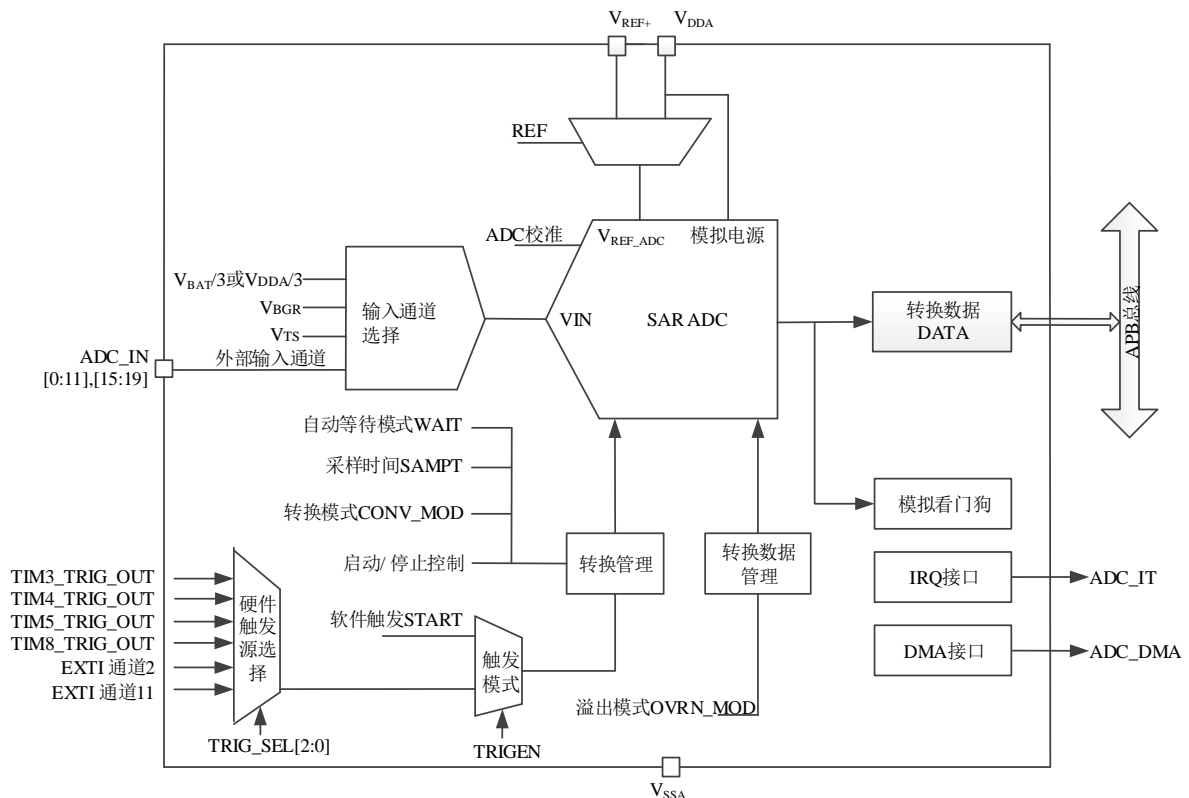 VREF+
VDDA
REF
ADC校准
VREF_ADC
模拟电源
VBAT/3或VDDA/3
VBGR
VTS
外部输入通道
ADC_IN
[0:11],[15:19]
输入通道
选择
VIN
SAR ADC
转换数据
DATA
APB总线
自动等待模式WAIT
采样时间SAMPT
转换模式CONV_MOD
启动/停止控制
转换管理
转换数据
管理
模拟看门狗
IRQ接口
ADC_IT
DMA接口
ADC_DMA
TIM3_TRIG_OUT
TIM4_TRIG_OUT
TIM5_TRIG_OUT
TIM8_TRIG_OUT
EXTI 通道2
EXTI 通道11
硬件
触发
源选
择
TRIG_SEL[2:0]
软件触发START
触发
模式
TRIGEN
溢出模式OVRN_MOD
VSSA